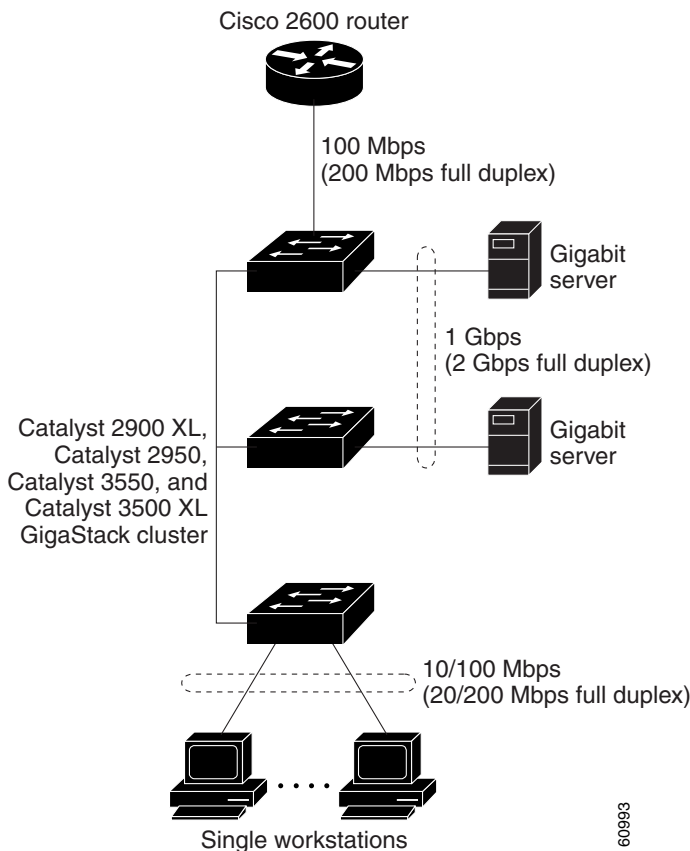 Cisco 2600 router
100 Mbps
(200 Mbps full duplex)
Gigabit
server
1 Gbps
(2 Gbps full duplex)
Catalyst 2900 XL,
Catalyst 2950,
Catalyst 3550, and
Catalyst 3500 XL
GigaStack cluster
Gigabit
server
10/100 Mbps
(20/200 Mbps full duplex)
Single workstations
60993